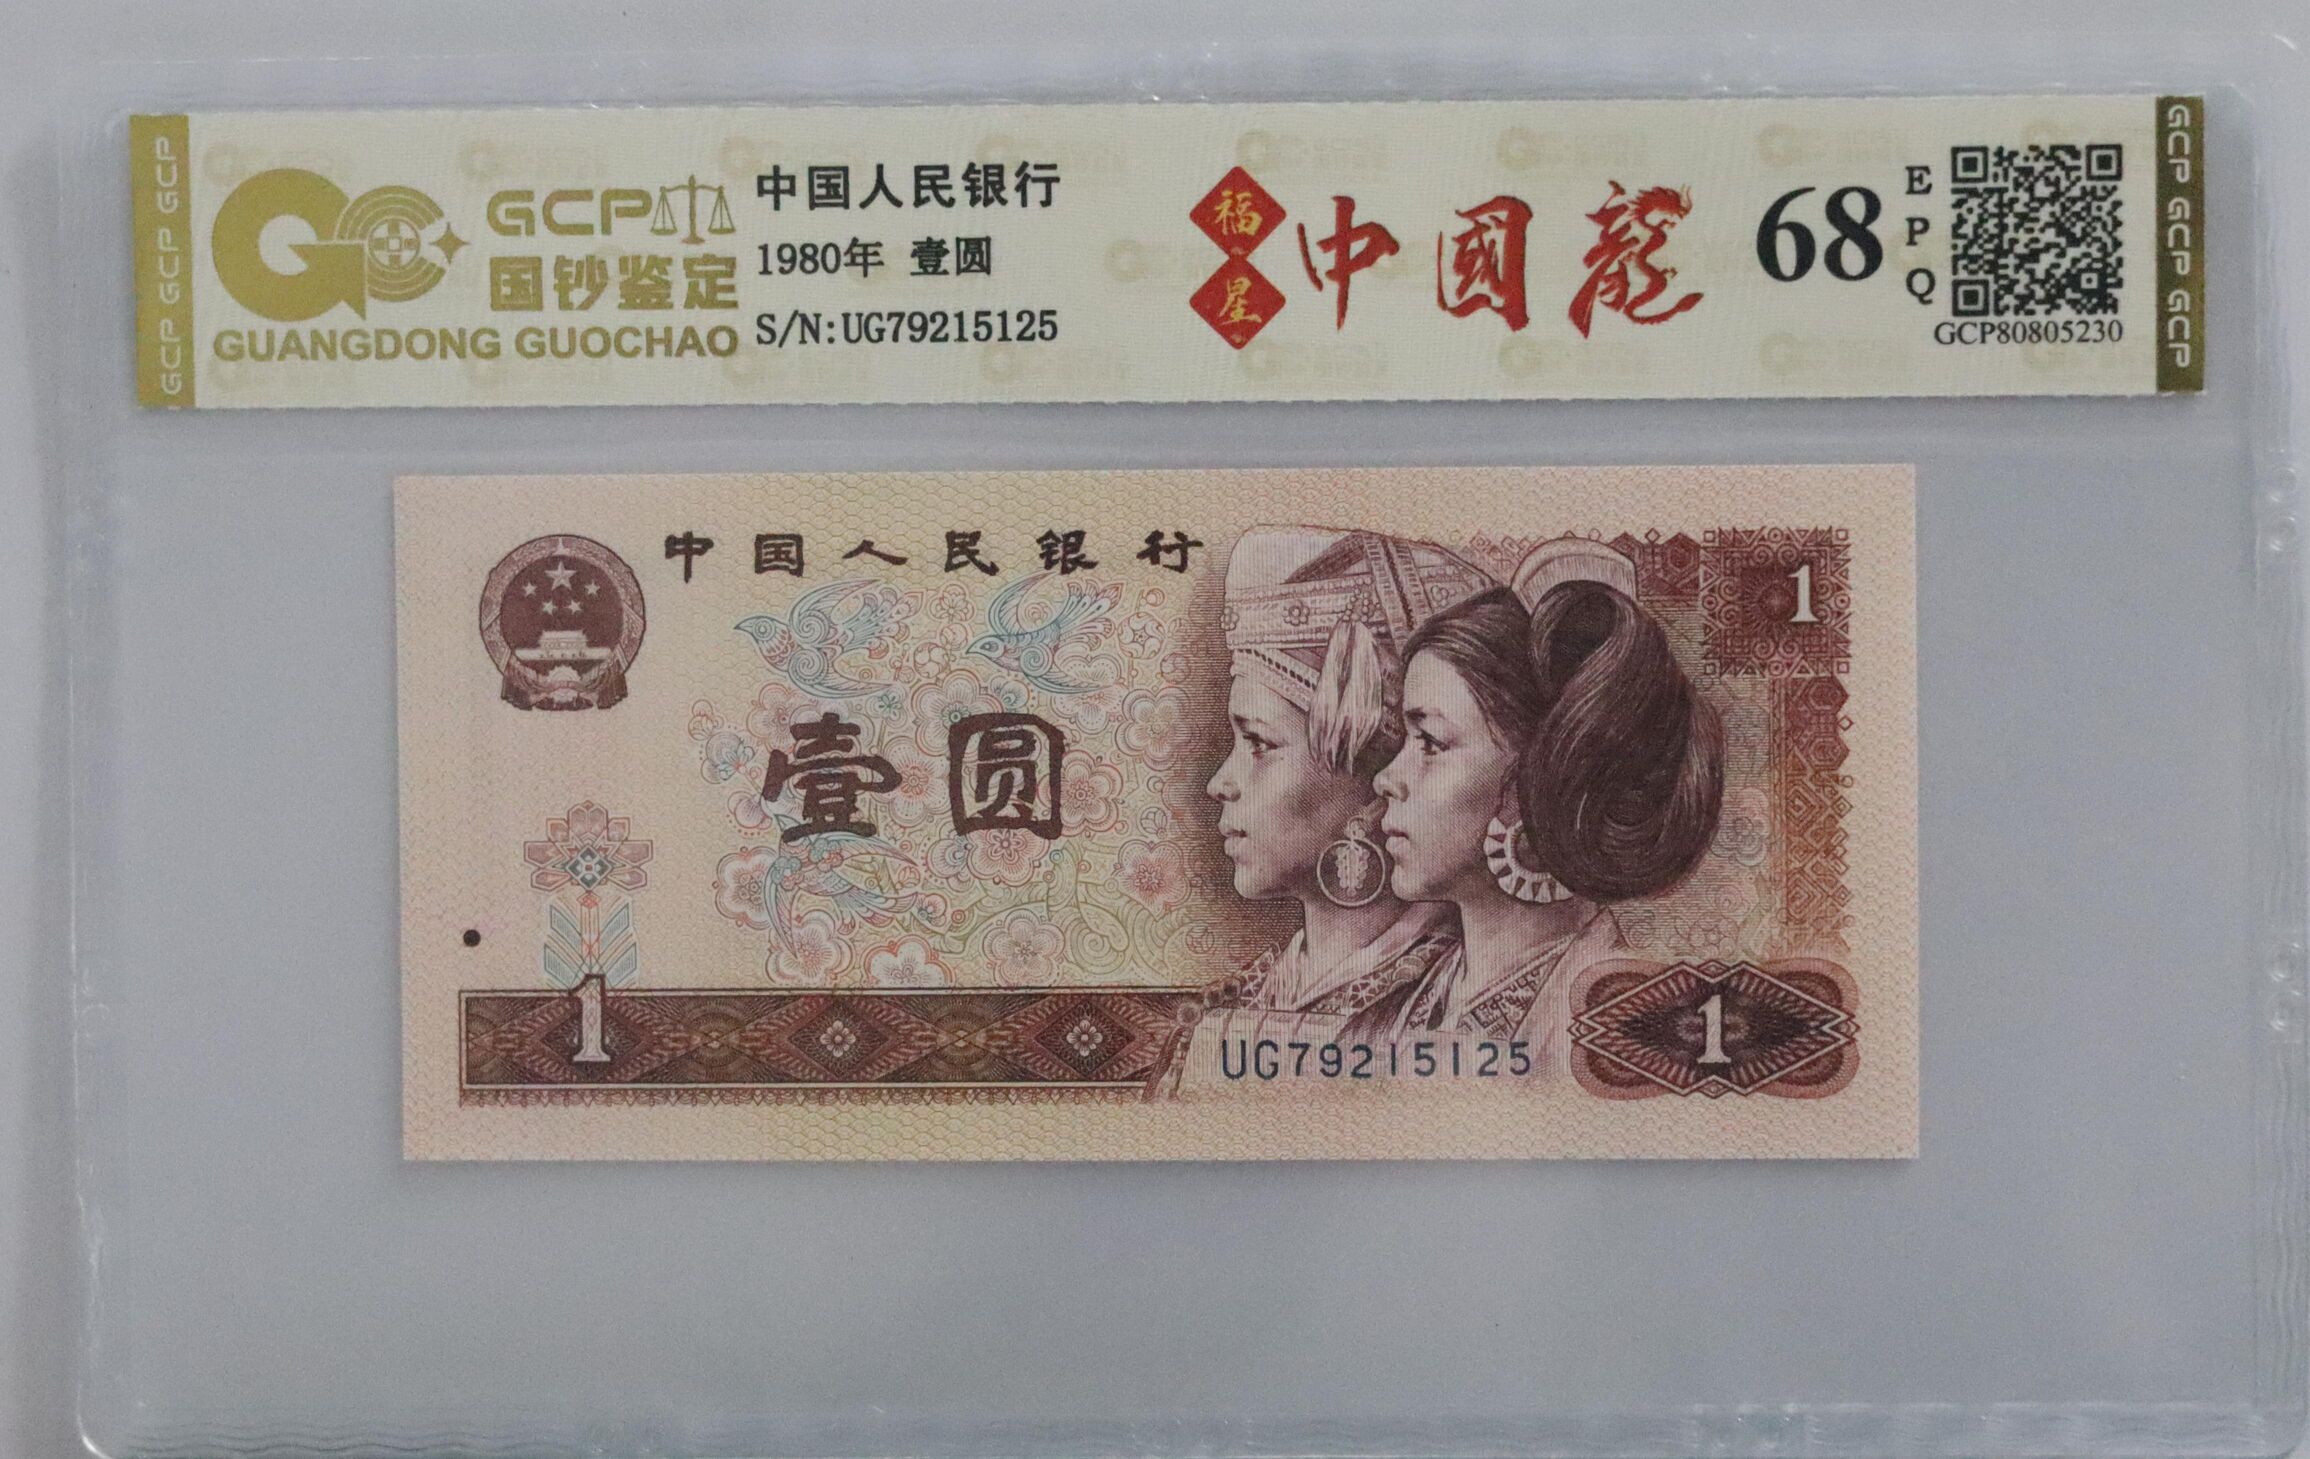 GCP GCP GCP
GCP
国钞鉴定
GUANGDONG GUOCHAO
中国人民银行
1980年 壹圆
S/N:UG79215125
福星
中國龍
68
EPQ
GCP80805230
GCP GCP GCP
中国人民银行
1
壹圆
1
1
UG79215125